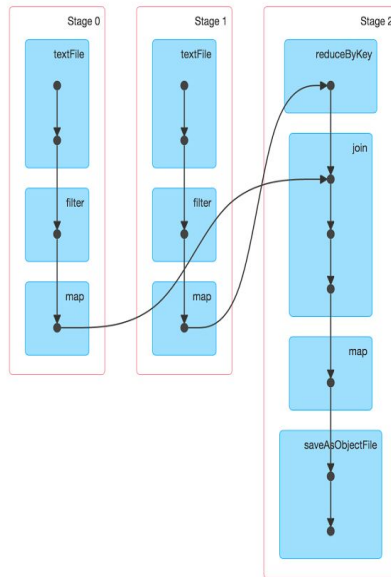 Stage 0
textFile
filter
map
Stage 1
textFile
filter
map
Stage 2
reduceByKey
join
map
saveAsObjectFile